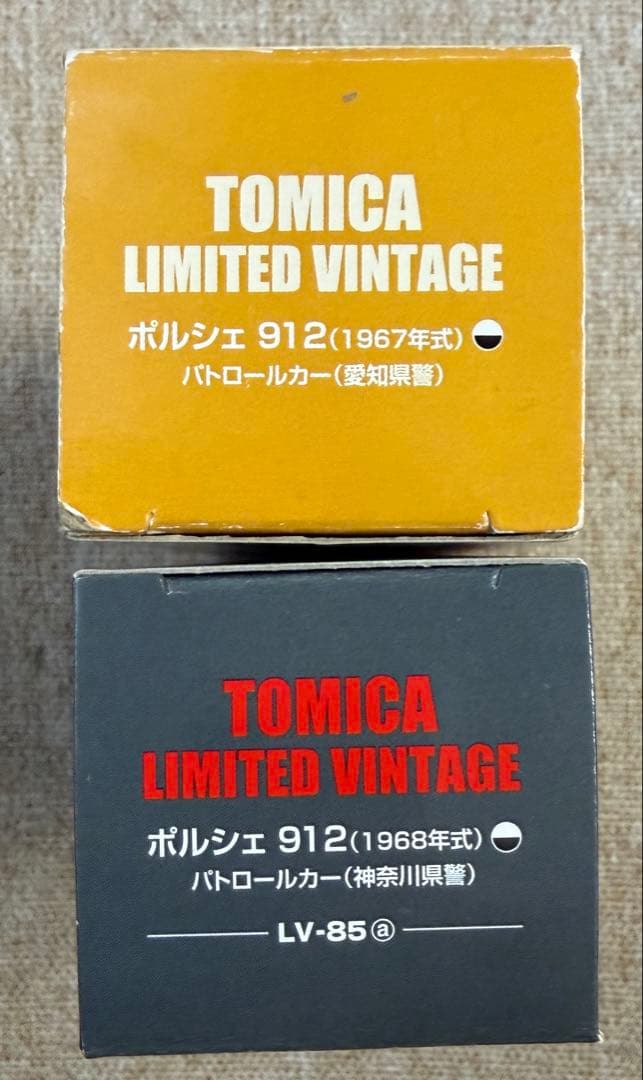 TOMICA
LIMITED VINTAGE
ポルシェ 912(1967年式)
パトロールカー(愛知県警)
TOMICA
LIMITED VINTAGE
ポルシェ 912(1968年式)
パトロールカー(神奈川県警)
LV-85ⓐ